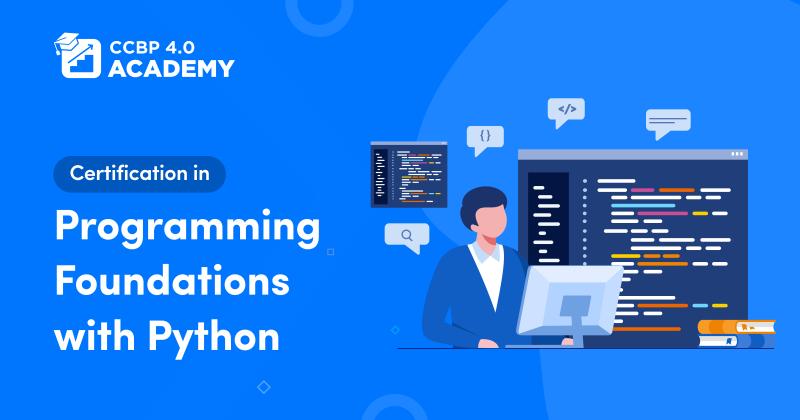 CCBP 4.0
ACADEMY
Certification in
Programming
Foundations
with Python
{}
</>